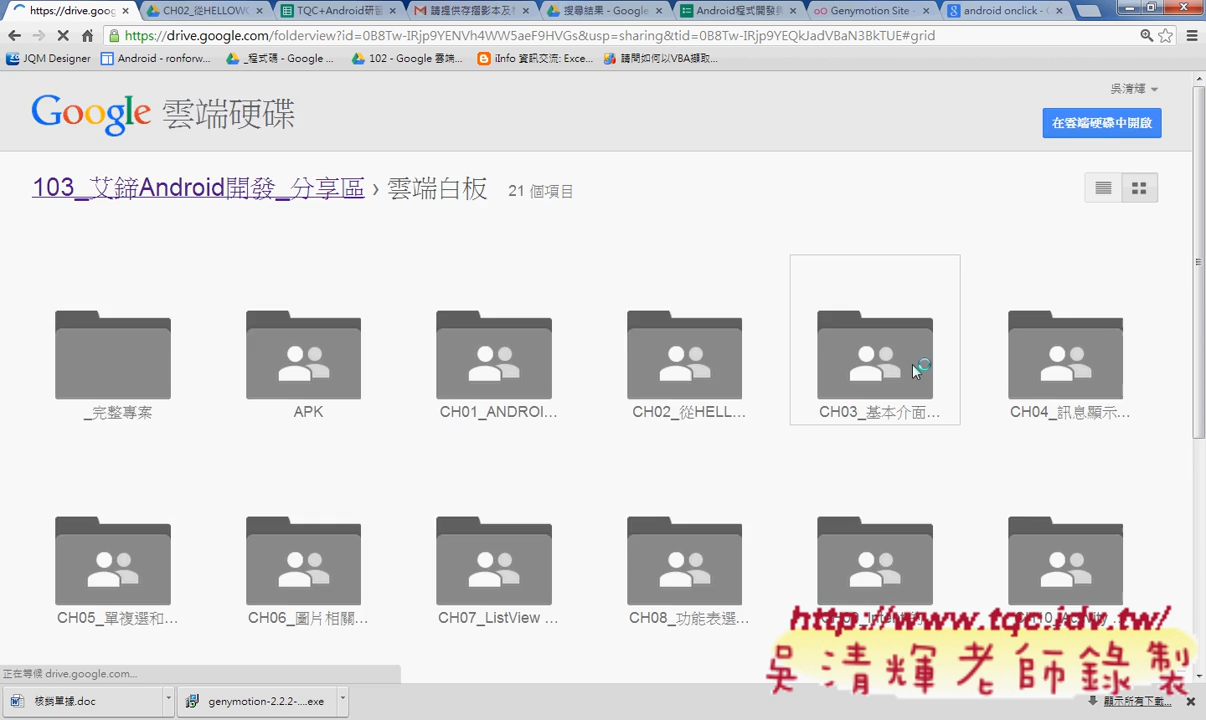 https://drive.goog
CH02_從HELLOWO
TQC+Android研習
請提供存摺影本及
搜尋結果 - Google
Android程式開發
Genymotion Site -
android onclick -
https://drive.google.com/folderview?id=0B8Tw-IRjp9YENVh4WW5aeF9HVGs&usp=sharing&tid=0B8Tw-IRjp9YEQkJadVBaN3BkTUE#grid
JQM Designer
Android - ronforw...
_程式碼 - Google ...
102 - Google 雲端...
iInfo 資訊交流: Exce...
請問如何以VBA擷取...
吳清輝
Google 雲端硬碟
在雲端硬碟中開啟
103_艾鍗Android開發_分享區 › 雲端白板 21 個項目
_完整專案
APK
CH01_ANDROI...
CH02_從HELL...
CH03_基本介面...
CH04_訊息顯示...
CH05_單複選和...
CH06_圖片相關...
CH07_ListView ...
CH08_功能表選...
http://www.tqc.idv.tw/
吳清輝老師錄製
正在等候 drive.google.com...
核銷單據.doc
genymotion-2.2.2-....exe
顯示所有下載...